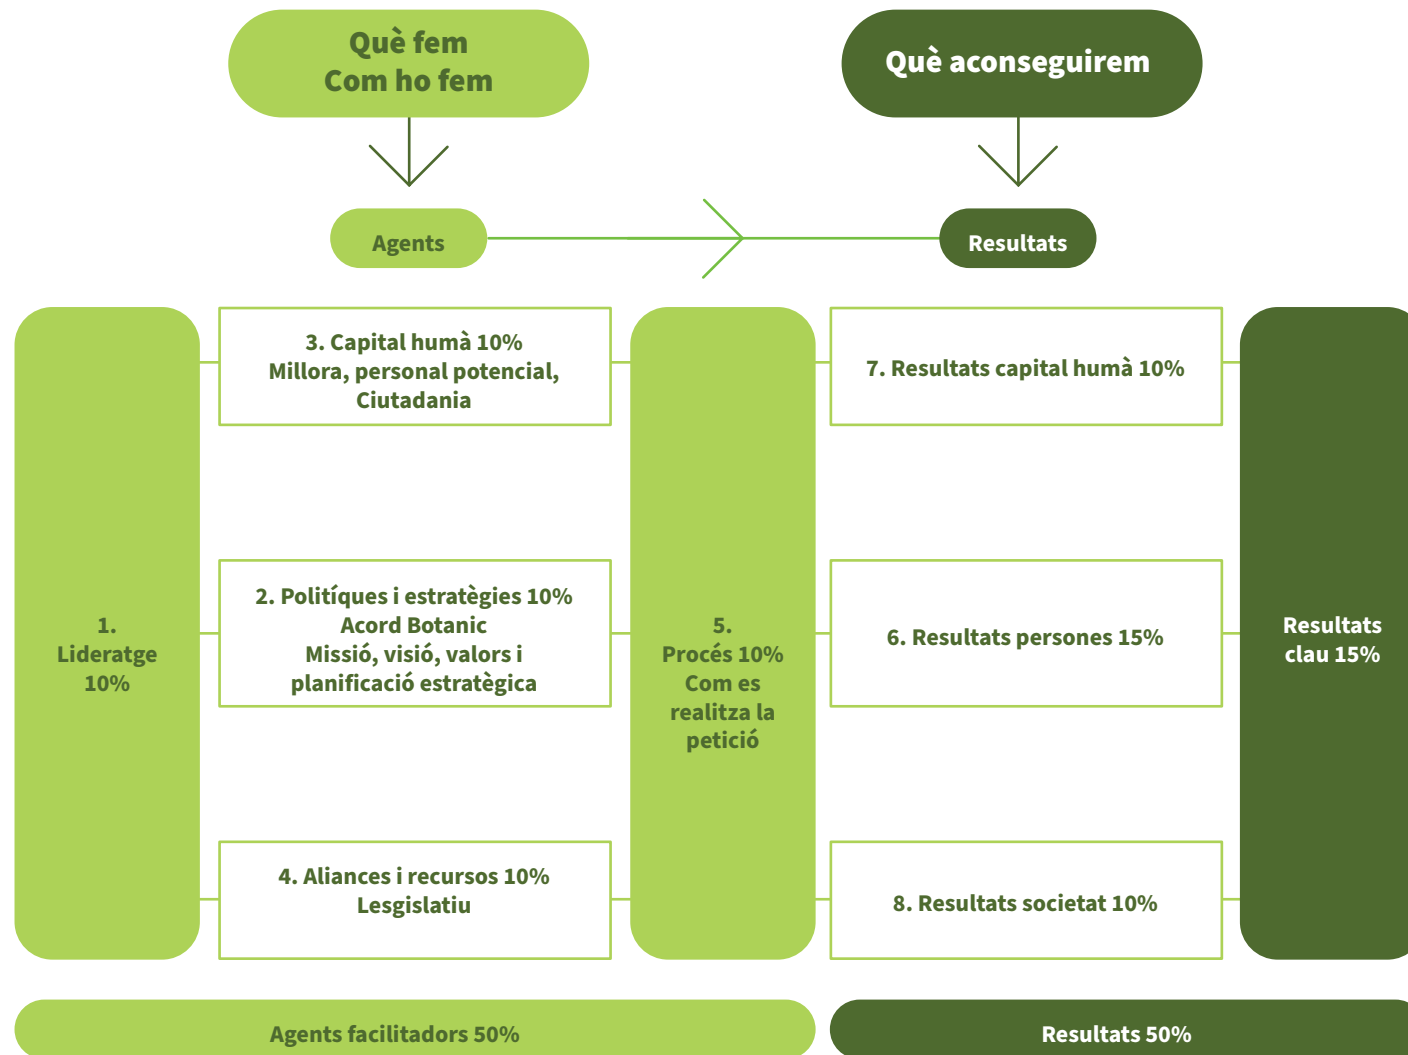 Què fem
Com ho fem
Què aconseguirem
Agents
Resultats
1.
Lideratge
10%
3. Capital humà 10%
Millora, personal potencial,
Ciutadania
2. Politíques i estratègies 10%
Acord Botanic
Missió, visió, valors i
planificació estratègica
4. Aliances i recursos 10%
Lesgislatiu
5.
Procés 10%
Com es
realitza la
petició
7. Resultats capital humà 10%
6. Resultats persones 15%
8. Resultats societat 10%
Resultats
clau 15%
Agents facilitadors 50%
Resultats 50%